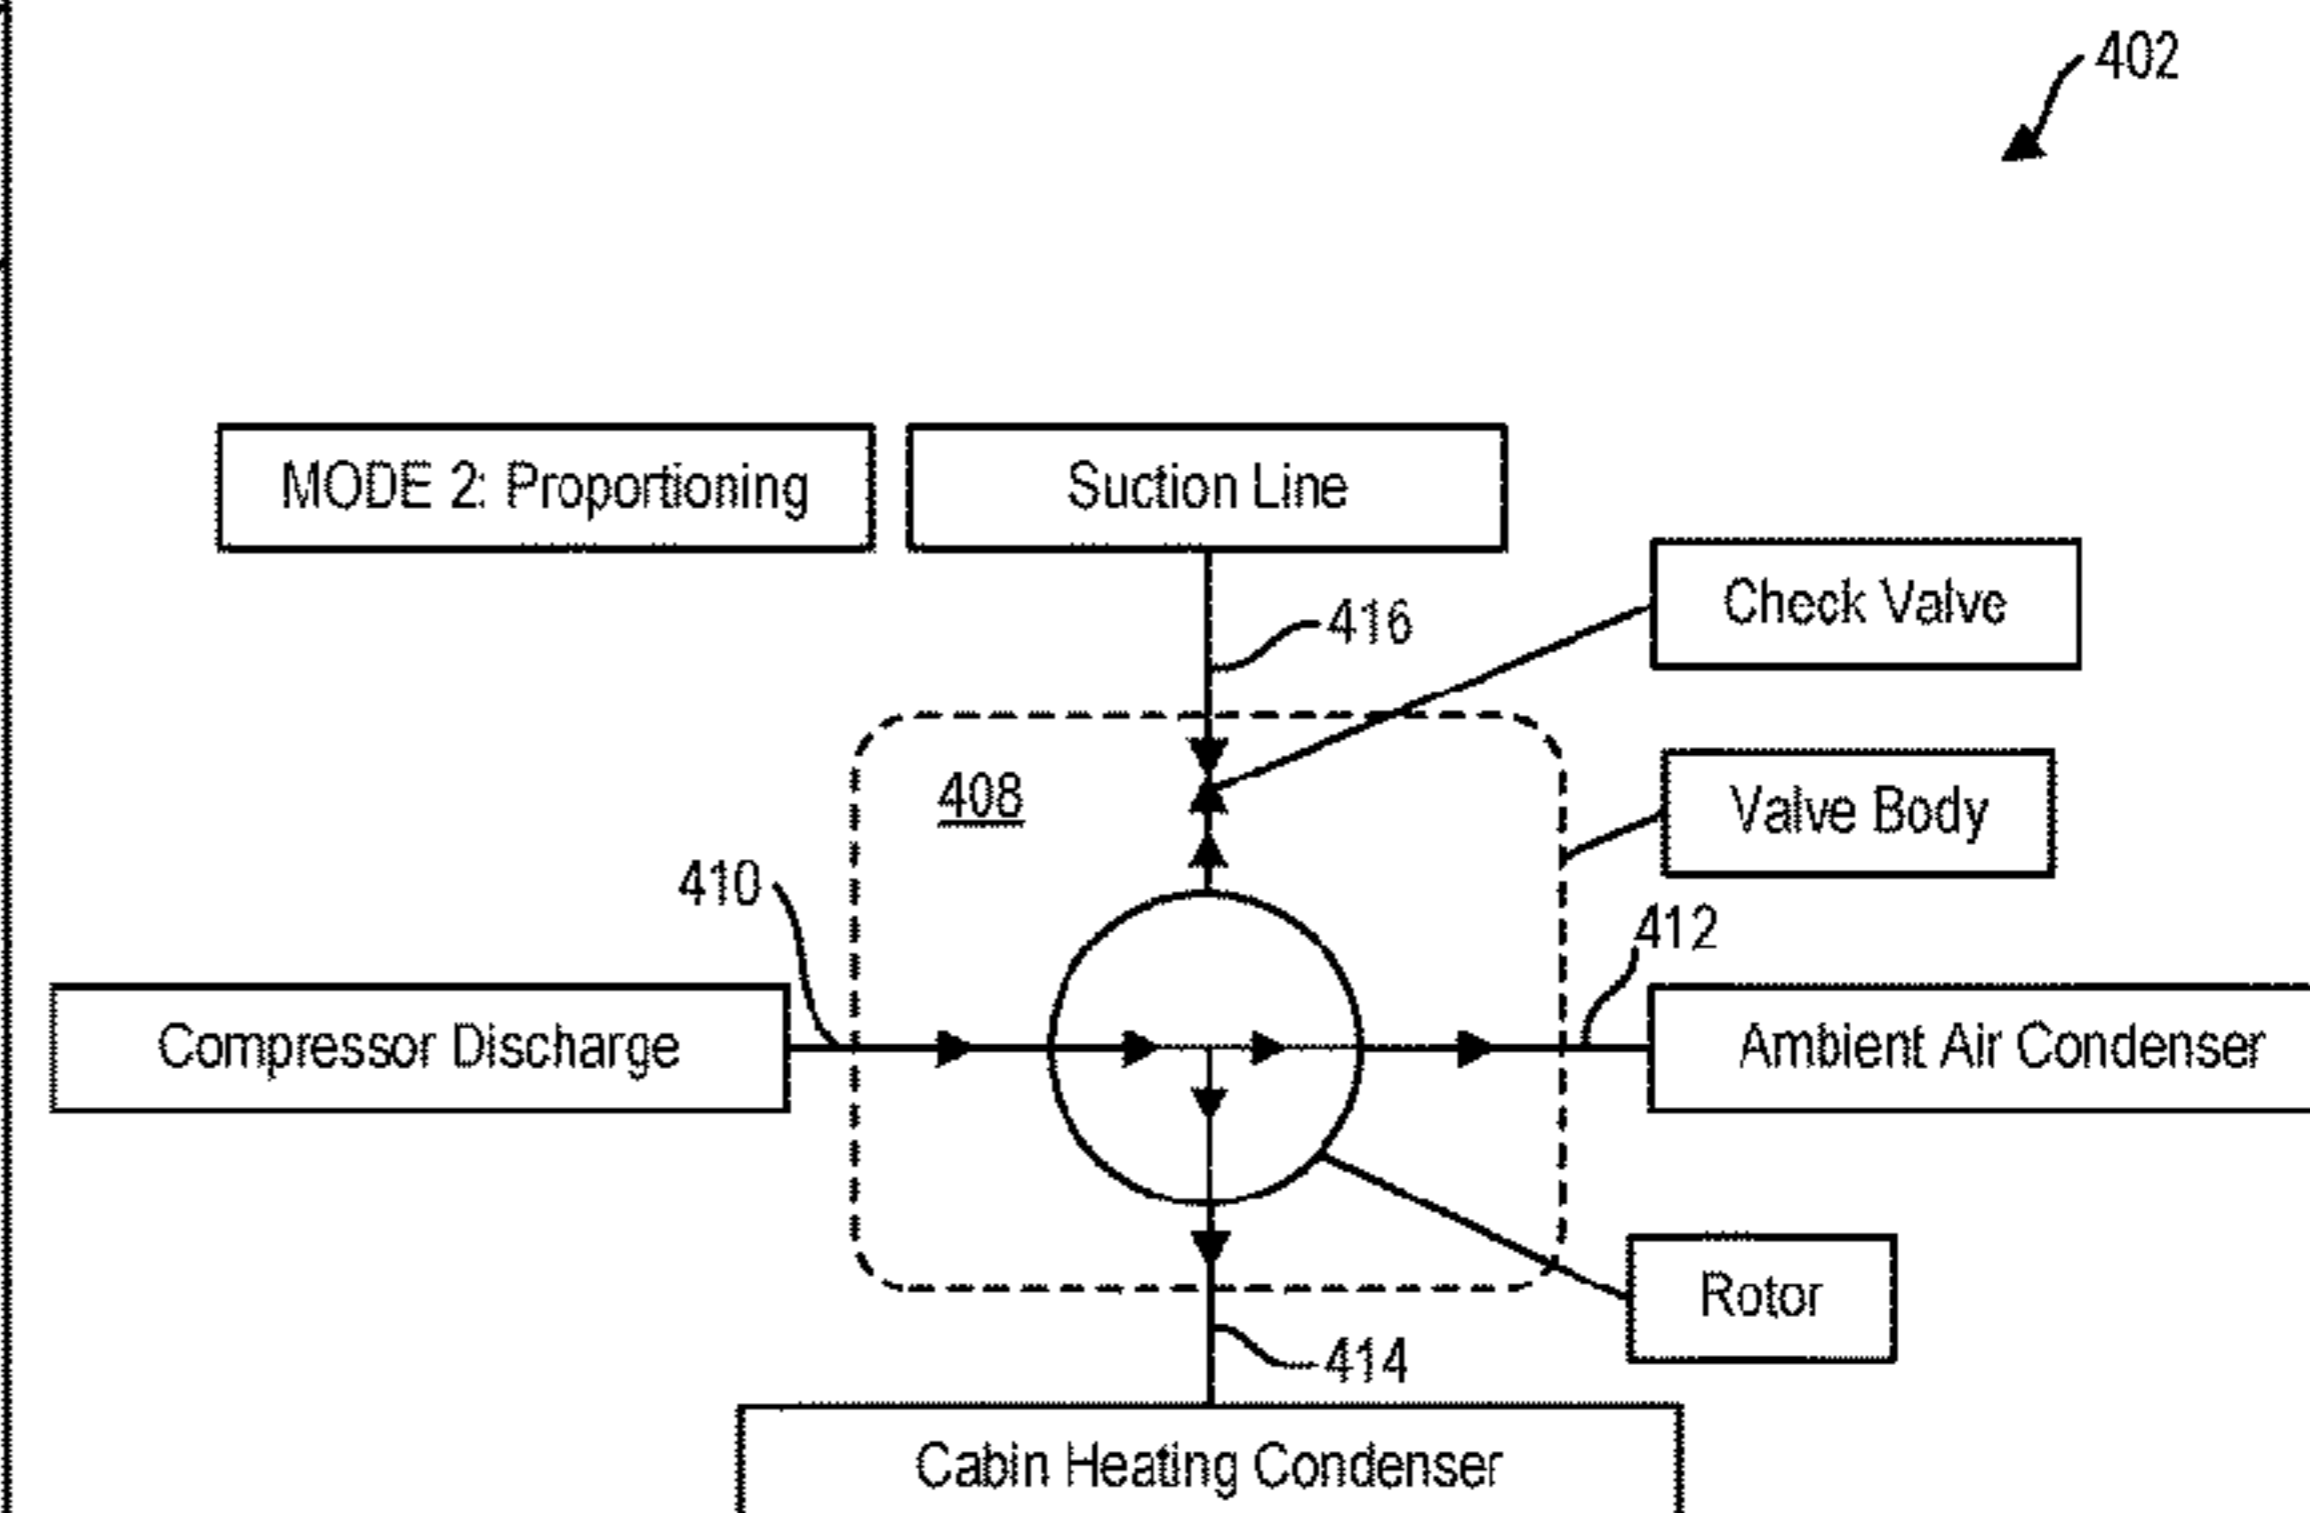 402
MODE 2: Proportioning
Suction Line
Check Valve
416
Valve Body
408
410
412
Compressor Discharge
Ambient Air Condenser
Rotor
414
Cabin Heating Condenser